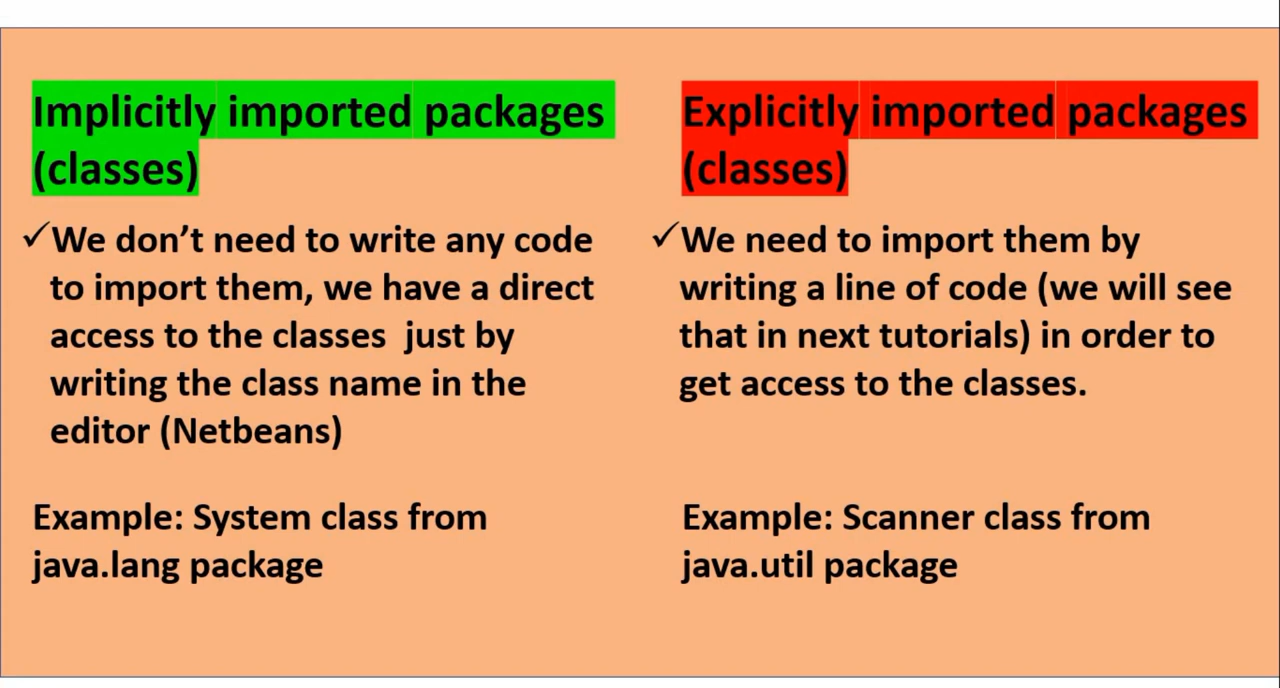 Implicitly imported packages
(classes)
✓We don’t need to write any code
to import them, we have a direct
access to the classes just by
writing the class name in the
editor (Netbeans)
Example: System class from
java.lang package
Explicitly imported packages
(classes)
✓We need to import them by
writing a line of code (we will see
that in next tutorials) in order to
get access to the classes.
Example: Scanner class from
java.util package